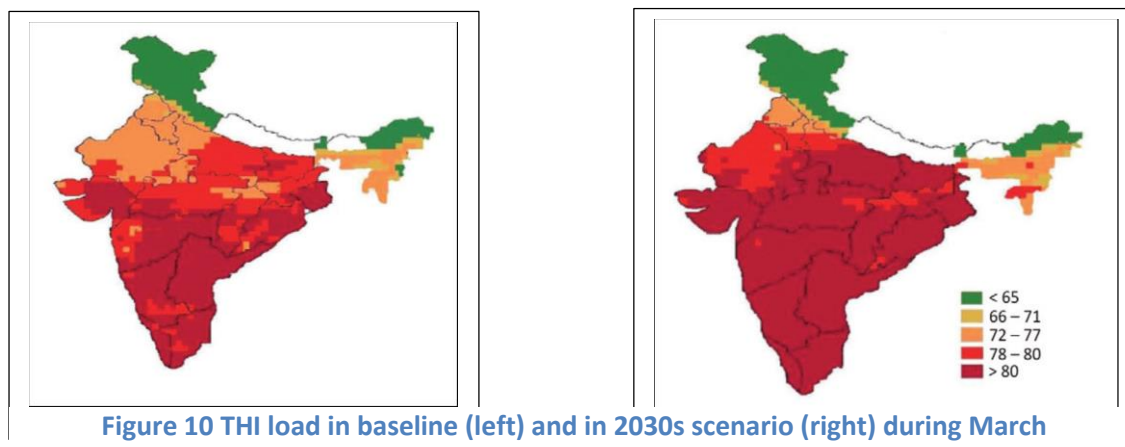 < 65
66 – 71
72 – 77
78 – 80
> 80
Figure 10 THI load in baseline (left) and in 2030s scenario (right) during March